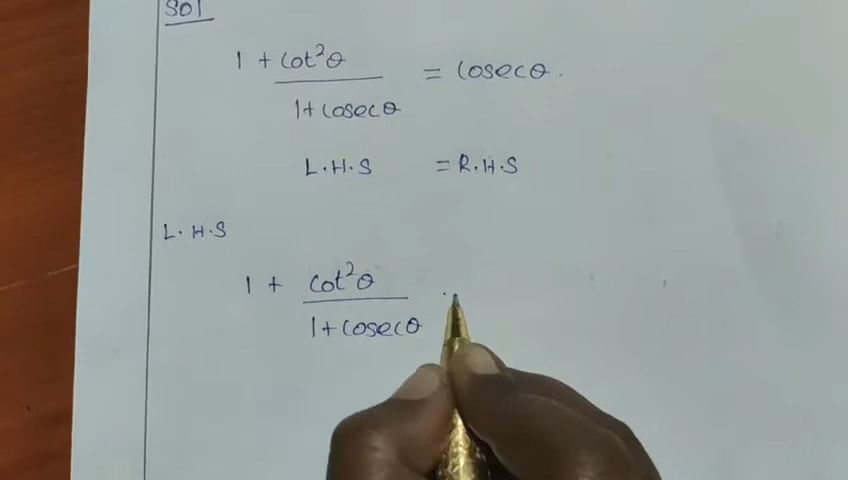 Sol
1 + cot²θ / 1+cosecθ = cosecθ.
L.H.S = R.H.S
L.H.S
1 + cot²θ / 1+cosecθ